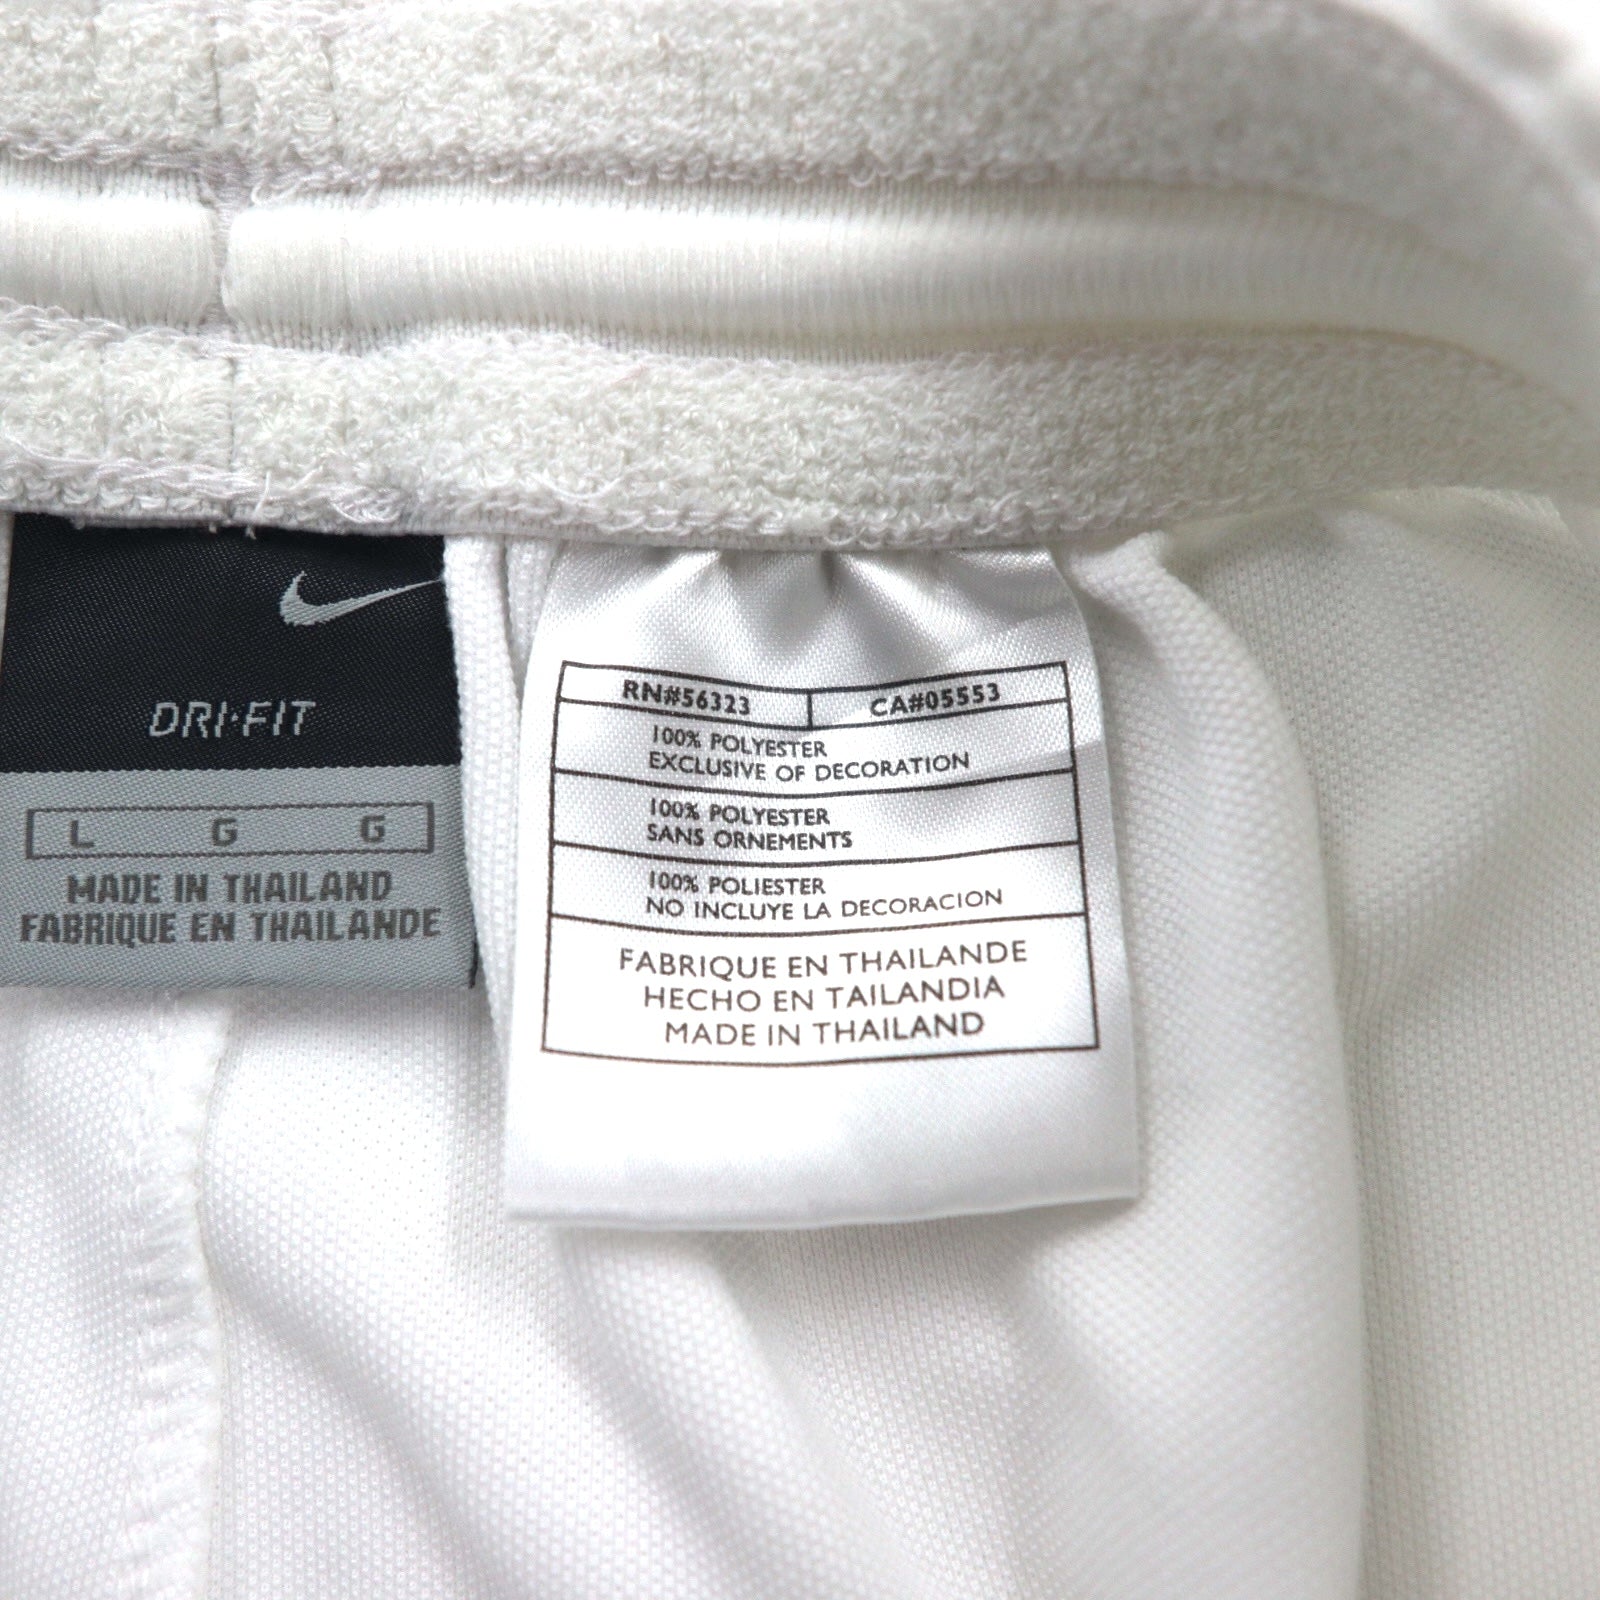 DRI-FIT
L G G
MADE IN THAILAND
FABRIQUE EN THAILANDE
RN#56323 CA#05553
100% POLYESTER
EXCLUSIVE OF DECORATION
100% POLYESTER
SANS ORNEMENTS
100% POLIESTER
NO INCLUYE LA DECORACION
FABRIQUE EN THAILANDE
HECHO EN TAILANDIA
MADE IN THAILAND